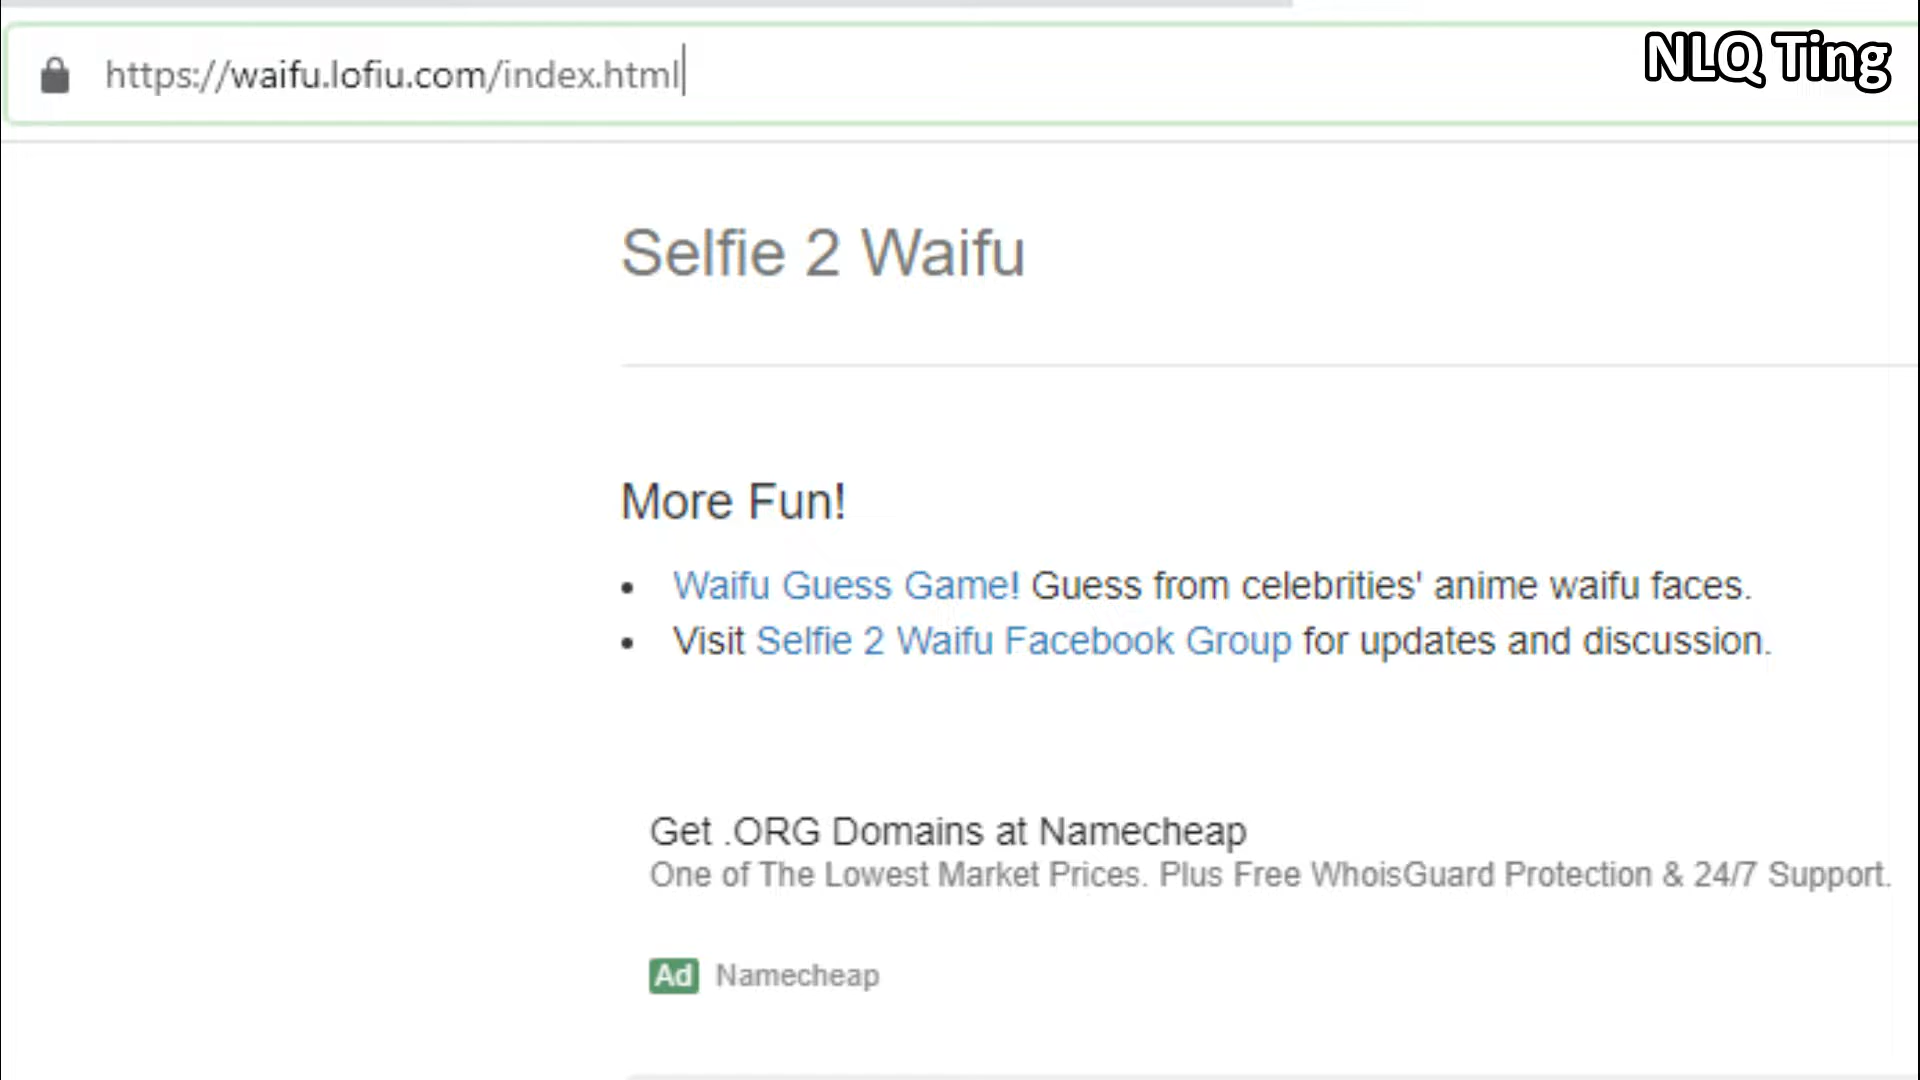 https://waifu.lofiu.com/index.html
NLQ Ting
Selfie 2 Waifu
More Fun!
• Waifu Guess Game! Guess from celebrities' anime waifu faces.
• Visit Selfie 2 Waifu Facebook Group for updates and discussion.
Get .ORG Domains at Namecheap
One of The Lowest Market Prices. Plus Free WhoisGuard Protection & 24/7 Support.
Ad Namecheap